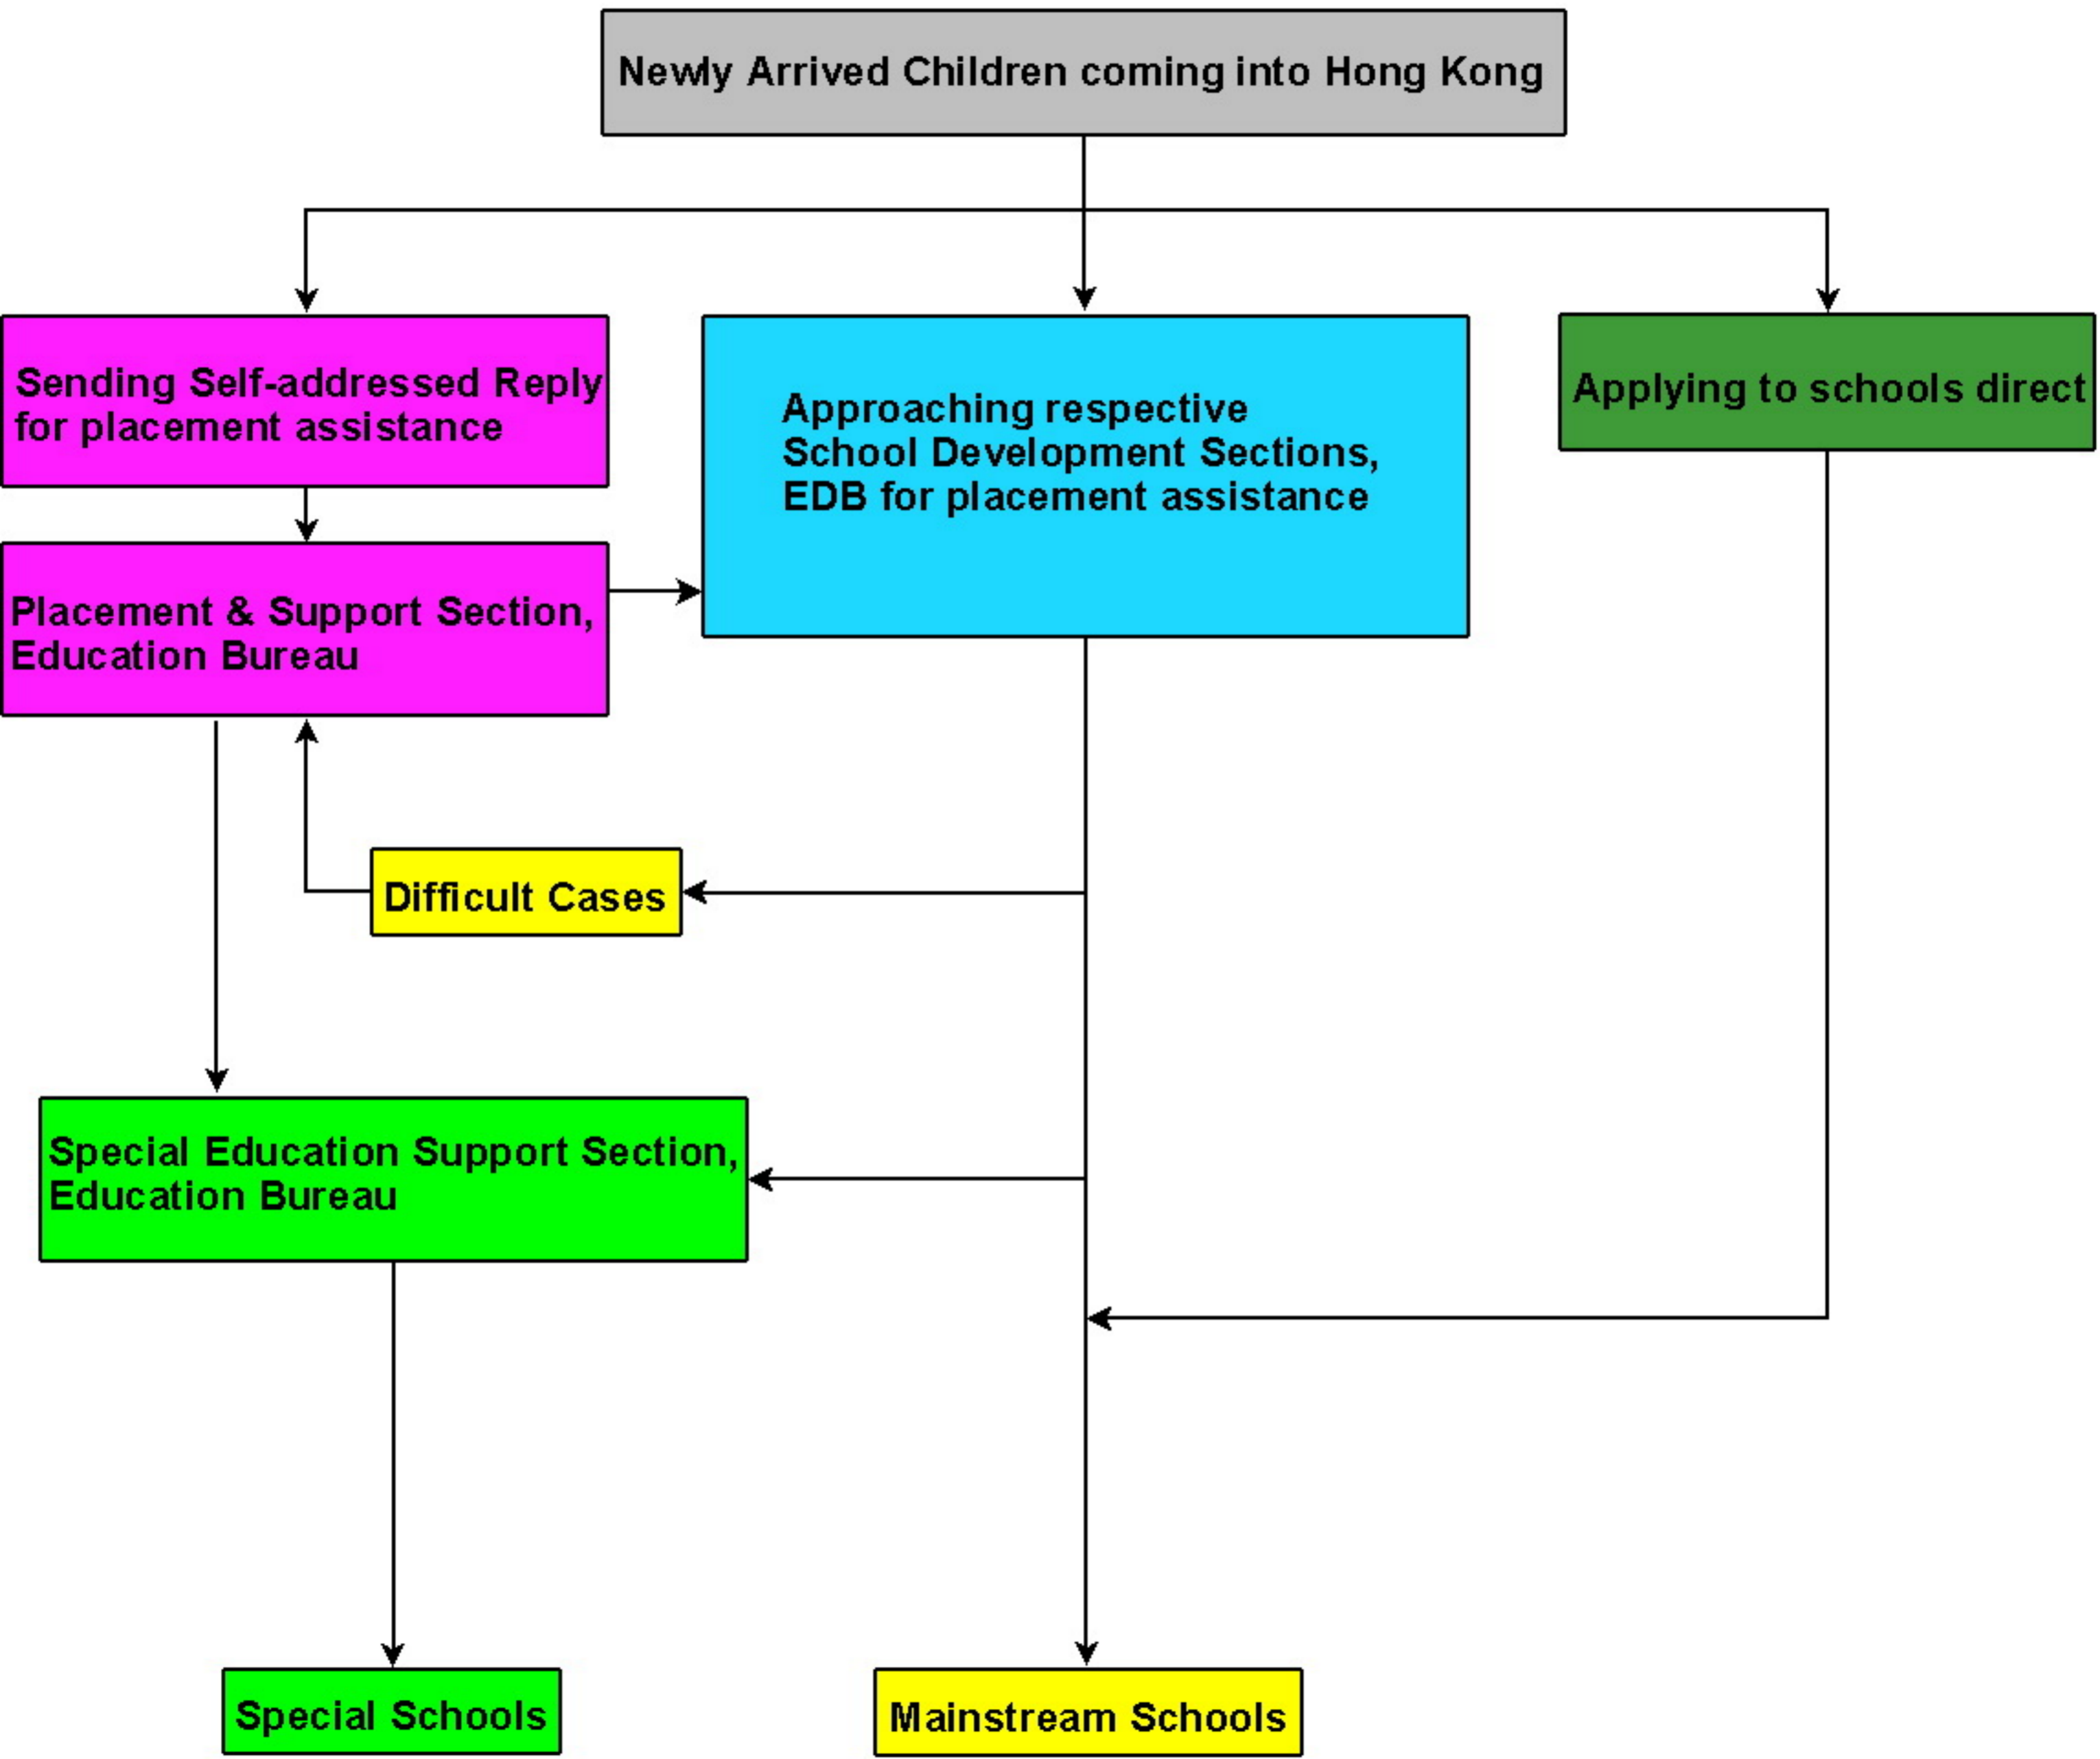 Newly Arrived Children coming into Hong Kong
Sending Self-addressed Reply
for placement assistance
Approaching respective
School Development Sections,
EDB for placement assistance
Applying to schools direct
Placement & Support Section,
Education Bureau
Difficult Cases
Special Education Support Section,
Education Bureau
Special Schools
Mainstream Schools